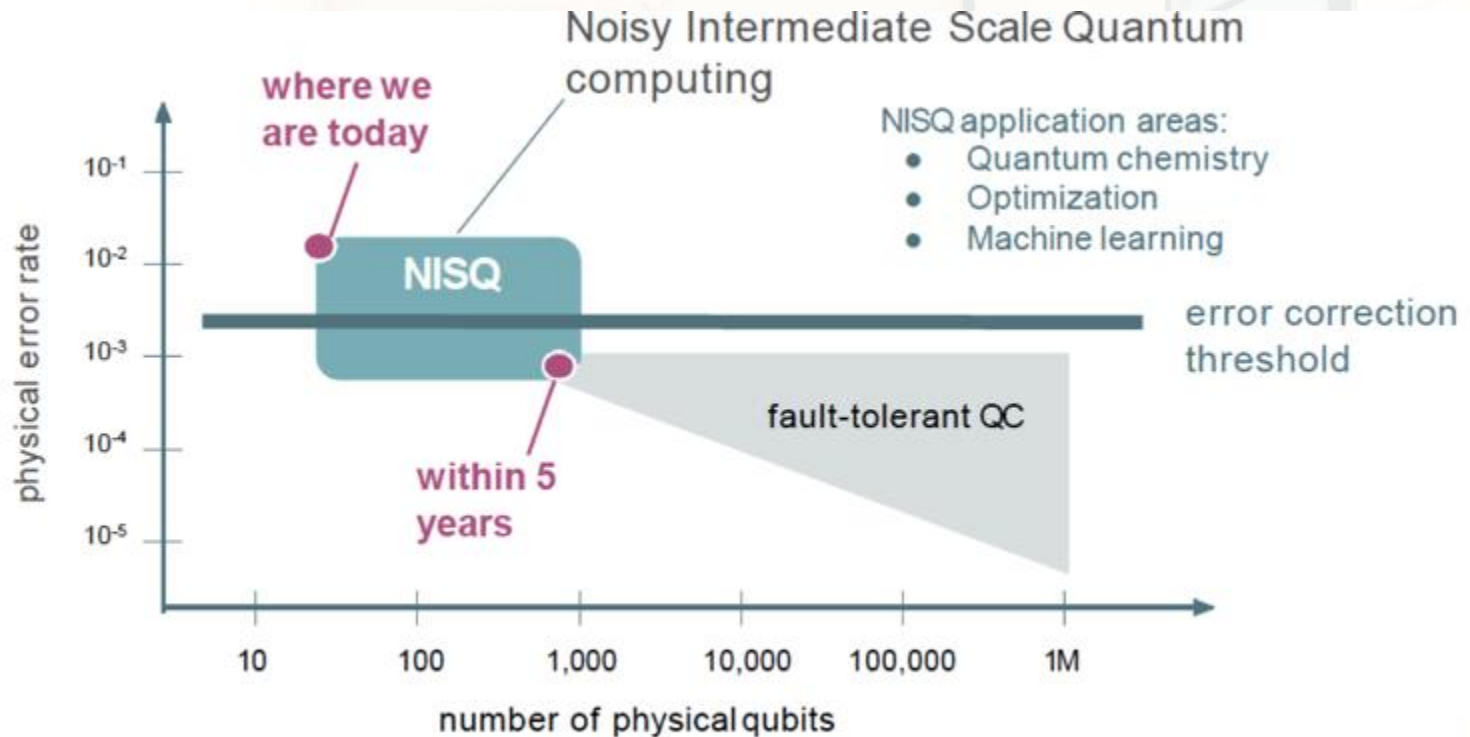 Noisy Intermediate Scale Quantum
computing
where we
are today
NISQ application areas:
● Quantum chemistry
● Optimization
● Machine learning
10-1
10-2
10-3
10-4
10-5
physical error rate
NISQ
error correction
threshold
fault-tolerant QC
within 5
years
10 100 1,000 10,000 100,000 1M
number of physical qubits